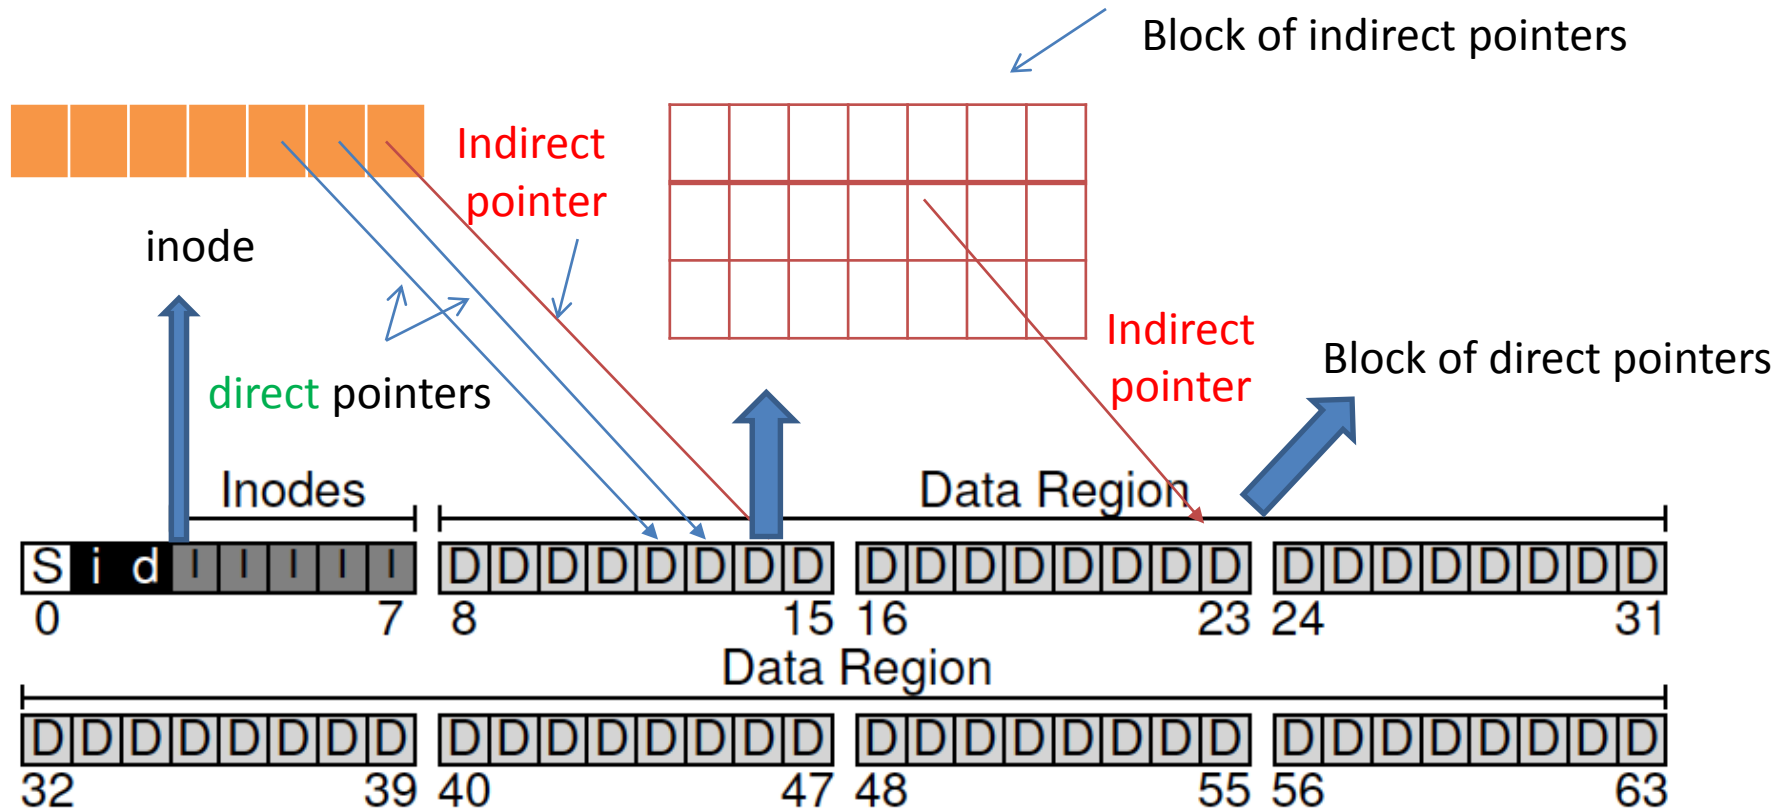 Block of indirect pointers
Indirect
pointer
inode
Indirect
pointer
Block of direct pointers
direct pointers
Inodes
Data Region
S i d I I I I I D D D D D D D D D D D D D D D D D D D D D D D D
0 7 8 15 16 23 24 31
Data Region
D D D D D D D D D D D D D D D D D D D D D D D D D D D D D D D D
32 39 40 47 48 55 56 63